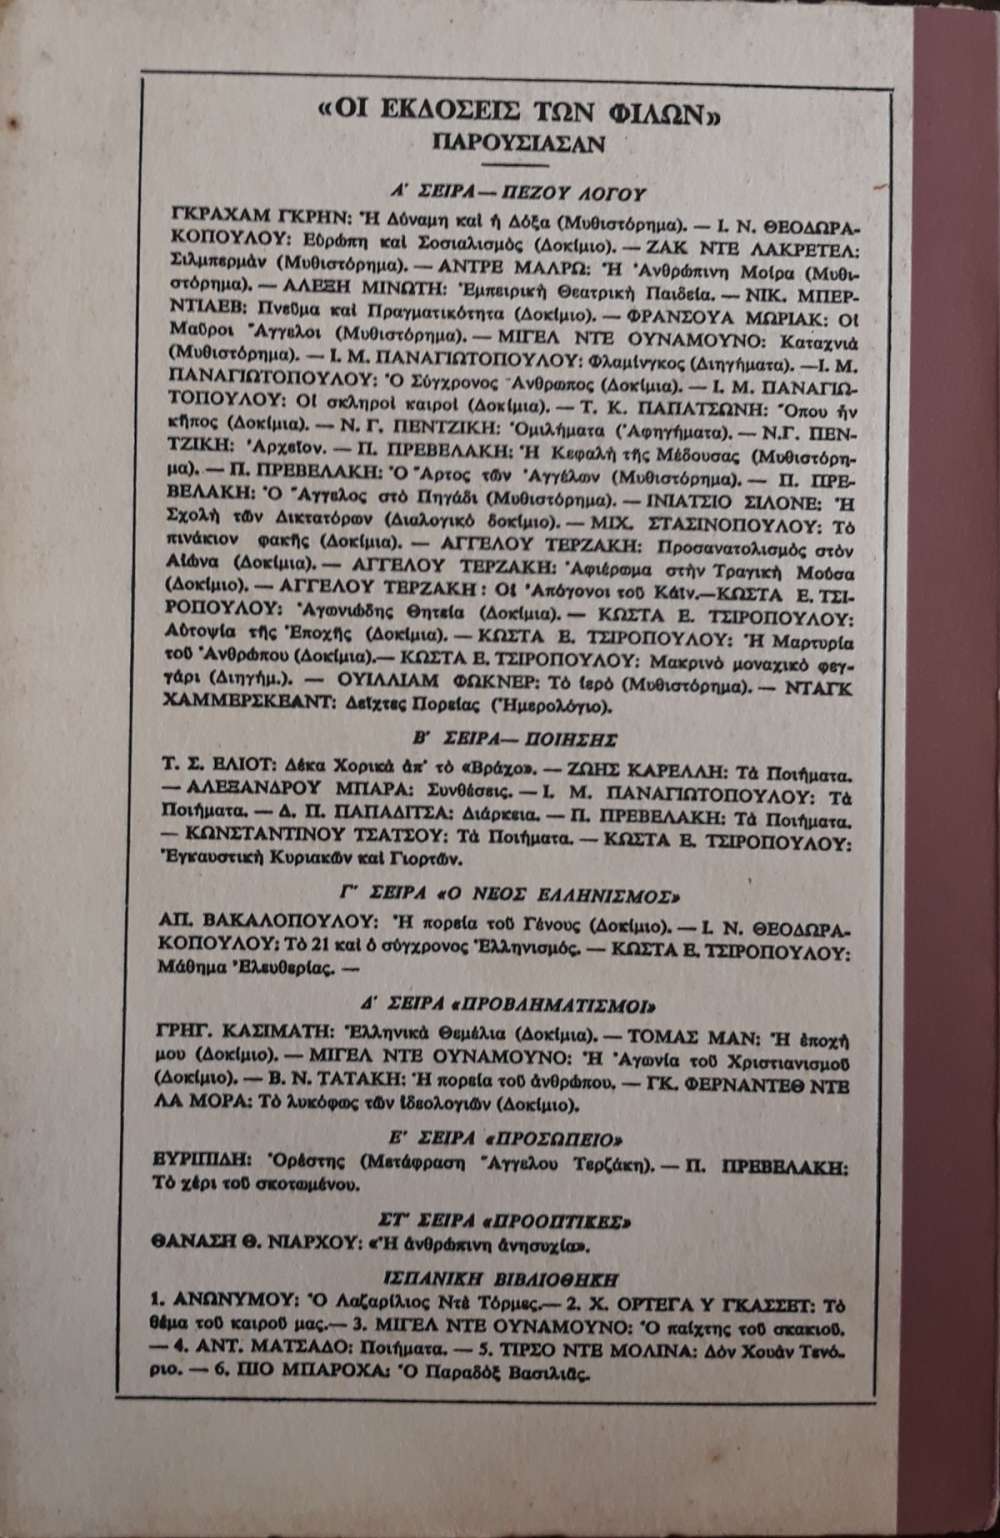 «ΟΙ ΕΚΔΟΣΕΙΣ ΤΩΝ ΦΙΛΩΝ»
ΠΑΡΟΥΣΙΑΣΑΝ
Α' ΣΕΙΡΑ — ΠΕΖΟΥ ΛΟΓΟΥ
ΓΚΡΑΧΑΜ ΓΚΡΗΝ: Ἡ Δύναμη καὶ ἡ Δόξα (Μυθιστόρημα). — Ι. Ν. ΘΕΟΔΩΡΑ-
ΚΟΠΟΥΛΟΥ: Εὐρώπη καὶ Σοσιαλισμὸς (Δοκίμιο). — ΖΑΚ ΝΤΕ ΛΑΚΡΕΤΕΛ:
Σιλμπερμὰν (Μυθιστόρημα). — ΑΝΤΡΕ ΜΑΛΡΩ: Ἡ Ἀνθρώπινη Μοίρα (Μυθι-
στόρημα). — ΑΛΕΞΗ ΜΙΝΩΤΗ: Ἐμπειρικὴ Θεατρικὴ Παιδεία. — ΝΙΚ. ΜΠΕΡ-
ΝΤΙΑΕΒ: Πνεῦμα καὶ Πραγματικότητα (Δοκίμιο). — ΦΡΑΝΣΟΥΑ ΜΩΡΙΑΚ: Οἱ
Μαῦροι Ἄγγελοι (Μυθιστόρημα). — ΜΙΓΕΛ ΝΤΕ ΟΥΝΑΜΟΥΝΟ: Καταχνιὰ
(Μυθιστόρημα). — Ι. Μ. ΠΑΝΑΓΙΩΤΟΠΟΥΛΟΥ: Φλαμίνγκος (Διηγήματα). —Ι. Μ.
ΠΑΝΑΓΙΩΤΟΠΟΥΛΟΥ: Ὁ Σύγχρονος Ἄνθρωπος (Δοκίμια). — Ι. Μ. ΠΑΝΑΓΙΩ-
ΤΟΠΟΥΛΟΥ: Οἱ σκληροὶ καιροὶ (Δοκίμια). — Τ. Κ. ΠΑΠΑΤΣΩΝΗ: Ὅπου ἦν
κῆπος (Δοκίμια). — Ν. Γ. ΠΕΝΤΖΙΚΗ: Ὁμιλήματα (Ἀφηγήματα). — Ν.Γ. ΠΕΝ-
ΤΖΙΚΗ: Ἀρχεῖον. — Π. ΠΡΕΒΕΛΑΚΗ: Ἡ Κεφαλὴ τῆς Μέδουσας (Μυθιστόρη-
μα). — Π. ΠΡΕΒΕΛΑΚΗ: Ὁ Ἄρτος τῶν Ἀγγέλων (Μυθιστόρημα). — Π. ΠΡΕ-
ΒΕΛΑΚΗ: Ὁ Ἄγγελος στὸ Πηγάδι (Μυθιστόρημα). — ΙΝΙΑΤΣΙΟ ΣΙΛΟΝΕ: Ἡ
Σχολὴ τῶν Δικτατόρων (Διαλογικὸ δοκίμιο). — ΜΙΧ. ΣΤΑΣΙΝΟΠΟΥΛΟΥ: Τὸ
πινάκιον φακῆς (Δοκίμια). — ΑΓΓΕΛΟΥ ΤΕΡΖΑΚΗ: Προσανατολισμὸς στὸν
Αἰώνα (Δοκίμια). — ΑΓΓΕΛΟΥ ΤΕΡΖΑΚΗ: Ἀφιέρωμα στὴν Τραγικὴ Μούσα
(Δοκίμιο). — ΑΓΓΕΛΟΥ ΤΕΡΖΑΚΗ : Οἱ Ἀπόγονοι τοῦ Κάϊν.—ΚΩΣΤΑ Ε. ΤΣΙ-
ΡΟΠΟΥΛΟΥ: Ἀγωνιώδης Θητεία (Δοκίμια). — ΚΩΣΤΑ Ε. ΤΣΙΡΟΠΟΥΛΟΥ:
Αὐτοψία τῆς Ἐποχῆς (Δοκίμια). — ΚΩΣΤΑ Ε. ΤΣΙΡΟΠΟΥΛΟΥ: Ἡ Μαρτυρία
τοῦ Ἀνθρώπου (Δοκίμια).— ΚΩΣΤΑ Ε. ΤΣΙΡΟΠΟΥΛΟΥ: Μακρινὸ μοναχικὸ φεγ-
γάρι (Διηγήμ.). — ΟΥΙΛΛΙΑΜ ΦΩΚΝΕΡ: Τὸ ἱερὸ (Μυθιστόρημα). — ΝΤΑΓΚ
ΧΑΜΜΕΡΣΚΕΑΝΤ: Δεῖχτες Πορείας (Ἡμερολόγιο).
Β' ΣΕΙΡΑ— ΠΟΙΗΣΗΣ
Τ. Σ. ΕΛΙΟΤ: Δέκα Χορικὰ ἀπ' τὸ «Βράχο». — ΖΩΗΣ ΚΑΡΕΛΛΗ: Τὰ Ποιήματα.
— ΑΛΕΞΑΝΔΡΟΥ ΜΠΑΡΑ: Συνθέσεις. — Ι. Μ. ΠΑΝΑΓΙΩΤΟΠΟΥΛΟΥ: Τὰ
Ποιήματα. — Δ. Π. ΠΑΠΑΔΙΤΣΑ: Διάρκεια. — Π. ΠΡΕΒΕΛΑΚΗ: Τὰ Ποιήματα.
— ΚΩΝΣΤΑΝΤΙΝΟΥ ΤΣΑΤΣΟΥ: Τὰ Ποιήματα. — ΚΩΣΤΑ Ε. ΤΣΙΡΟΠΟΥΛΟΥ:
Ἐγκαυστικὴ Κυριακῶν καὶ Γιορτῶν.
Γ' ΣΕΙΡΑ «Ο ΝΕΟΣ ΕΛΛΗΝΙΣΜΟΣ»
ΑΠ. ΒΑΚΑΛΟΠΟΥΛΟΥ: Ἡ πορεία τοῦ Γένους (Δοκίμιο). — Ι. Ν. ΘΕΟΔΩΡΑ-
ΚΟΠΟΥΛΟΥ: Τὸ 21 καὶ ὁ σύγχρονος Ἑλληνισμός. — ΚΩΣΤΑ Ε. ΤΣΙΡΟΠΟΥΛΟΥ:
Μάθημα Ἐλευθερίας. —
Δ' ΣΕΙΡΑ «ΠΡΟΒΛΗΜΑΤΙΣΜΟΙ»
ΓΡΗΓ. ΚΑΣΙΜΑΤΗ: Ἑλληνικὰ Θεμέλια (Δοκίμια). — ΤΟΜΑΣ ΜΑΝ: Ἡ ἐποχή
μου (Δοκίμιο). — ΜΙΓΕΛ ΝΤΕ ΟΥΝΑΜΟΥΝΟ: Ἡ Ἀγωνία τοῦ Χριστιανισμοῦ
(Δοκίμιο). — Β. Ν. ΤΑΤΑΚΗ: Ἡ πορεία τοῦ ἀνθρώπου. — ΓΚ. ΦΕΡΝΑΝΤΕΘ ΝΤΕ
ΛΑ ΜΟΡΑ: Τὸ λυκόφως τῶν ἰδεολογιῶν (Δοκίμιο).
Ε' ΣΕΙΡΑ «ΠΡΟΣΩΠΕΙΟ»
ΕΥΡΙΠΙΔΗ: Ὀρέστης (Μετάφραση Ἄγγελου Τερζάκη). — Π. ΠΡΕΒΕΛΑΚΗ:
Τὸ χέρι τοῦ σκοτωμένου.
ΣΤ' ΣΕΙΡΑ «ΠΡΟΟΠΤΙΚΕΣ»
ΘΑΝΑΣΗ Θ. ΝΙΑΡΧΟΥ: «Ἡ ἀνθρώπινη ἀνησυχία».
ΙΣΠΑΝΙΚΗ ΒΙΒΛΙΟΘΗΚΗ
1. ΑΝΩΝΥΜΟΥ: Ὁ Λαζαρίλιος Ντὲ Τόρμες.— 2. Χ. ΟΡΤΕΓΑ Υ ΓΚΑΣΣΕΤ: Τὸ
θέμα τοῦ καιροῦ μας.— 3. ΜΙΓΕΛ ΝΤΕ ΟΥΝΑΜΟΥΝΟ: Ὁ παίχτης τοῦ σκακιοῦ.
— 4. ΑΝΤ. ΜΑΤΣΑΔΟ: Ποιήματα. — 5. ΤΙΡΣΟ ΝΤΕ ΜΟΛΙΝΑ: Δὸν Χουὰν Τενό-
ριο. — 6. ΠΙΟ ΜΠΑΡΟΧΑ: Ὁ Παραδὸξ Βασιλιᾶς.